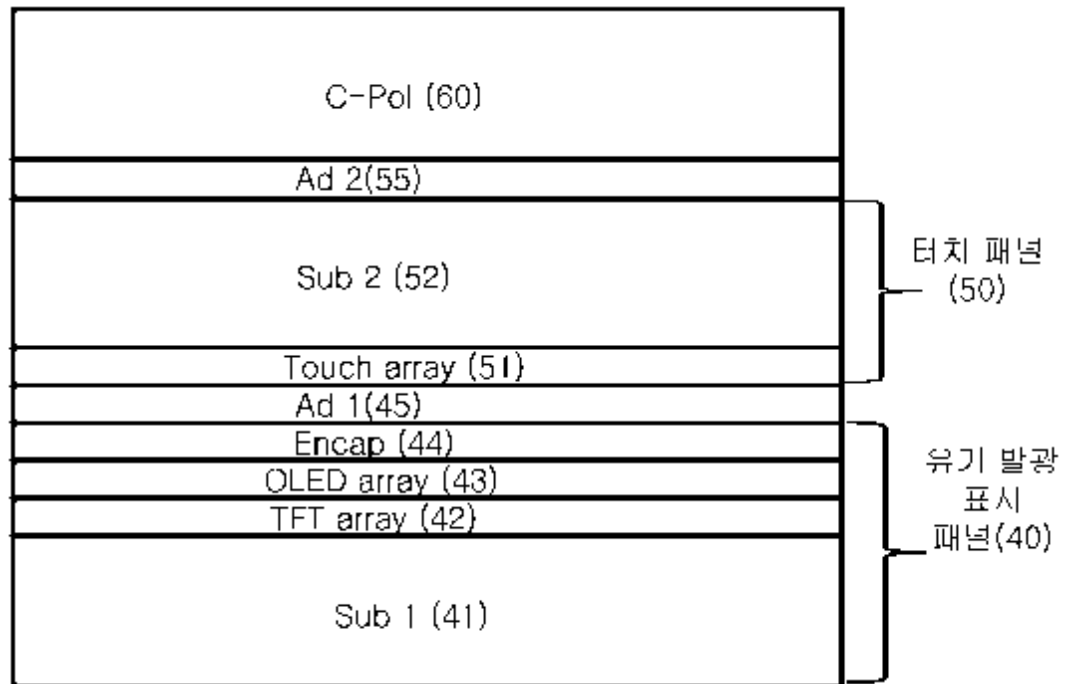 C-Pol (60)
Ad 2(55)
Sub 2 (52)
Touch array (51)
Ad 1(45)
Encap (44)
OLED array (43)
TFT array (42)
Sub 1 (41)
터치 패널
(50)
유기 발광
표시
패널(40)